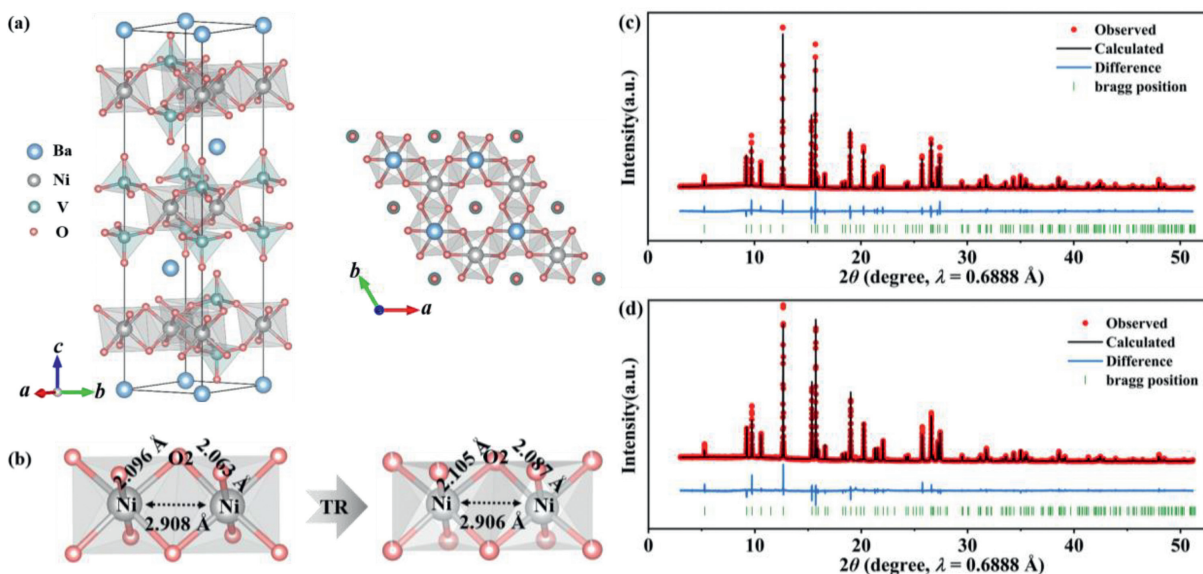 (a)
Ba
Ni
V
O
c
a
b
b
a
(b)
2.096 Å
O2
2.063 Å
Ni
Ni
2.908 Å
TR
2.105 Å
O2
2.087 Å
Ni
Ni
2.906 Å
(c)
Observed
Calculated
Difference
bragg position
Intensity(a.u.)
0 10 20 30 40 50
2θ (degree, λ = 0.6888 Å)
(d)
Observed
Calculated
Difference
bragg position
Intensity(a.u.)
0 10 20 30 40 50
2θ (degree, λ = 0.6888 Å)